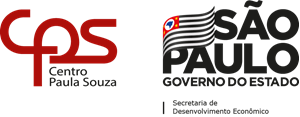 cps
Centro
Paula Souza
SÃO
PAULO
GOVERNO DO ESTADO
Secretaria de
Desenvolvimento Econômico